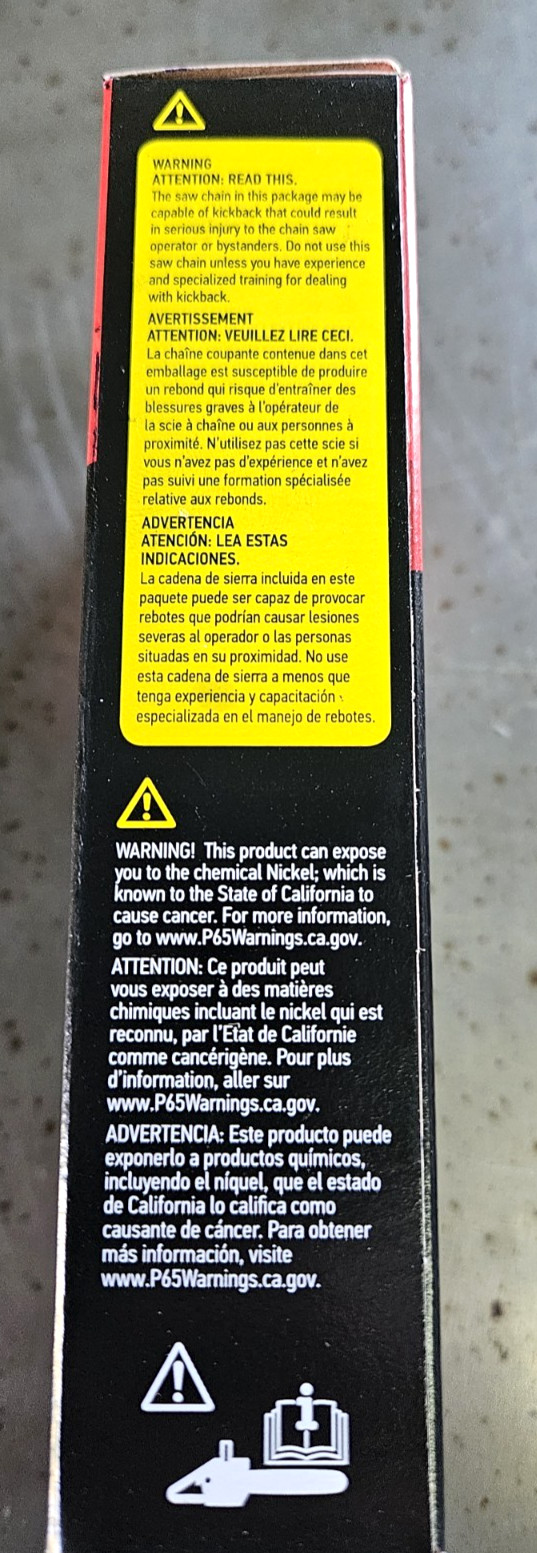 WARNING
ATTENTION: READ THIS.
The saw chain in this package may be
capable of kickback that could result
in serious injury to the chain saw
operator or bystanders. Do not use this
saw chain unless you have experience
and specialized training for dealing
with kickback.
AVERTISSEMENT
ATTENTION: VEUILLEZ LIRE CECI.
La chaîne coupante contenue dans cet
emballage est susceptible de produire
un rebond qui risque d'entraîner des
blessures graves à l'opérateur de
la scie à chaîne ou aux personnes à
proximité. N'utilisez pas cette scie si
vous n'avez pas d'expérience et n'avez
pas suivi une formation spécialisée
relative aux rebonds.
ADVERTENCIA
ATENCIÓN: LEA ESTAS
INDICACIONES.
La cadena de sierra incluida en este
paquete puede ser capaz de provocar
rebotes que podrían causar lesiones
severas al operador o las personas
situadas en su proximidad. No use
esta cadena de sierra a menos que
tenga experiencia y capacitación
especializada en el manejo de rebotes.
WARNING! This product can expose
you to the chemical Nickel; which is
known to the State of California to
cause cancer. For more information,
go to www.P65Warnings.ca.gov.
ATTENTION: Ce produit peut
vous exposer à des matières
chimiques incluant le nickel qui est
reconnu, par l'État de Californie
comme cancérigène. Pour plus
d'information, aller sur
www.P65Warnings.ca.gov.
ADVERTENCIA: Este producto puede
exponerlo a productos químicos,
incluyendo el níquel, que el estado
de California lo califica como
causante de cáncer. Para obtener
más información, visite
www.P65Warnings.ca.gov.